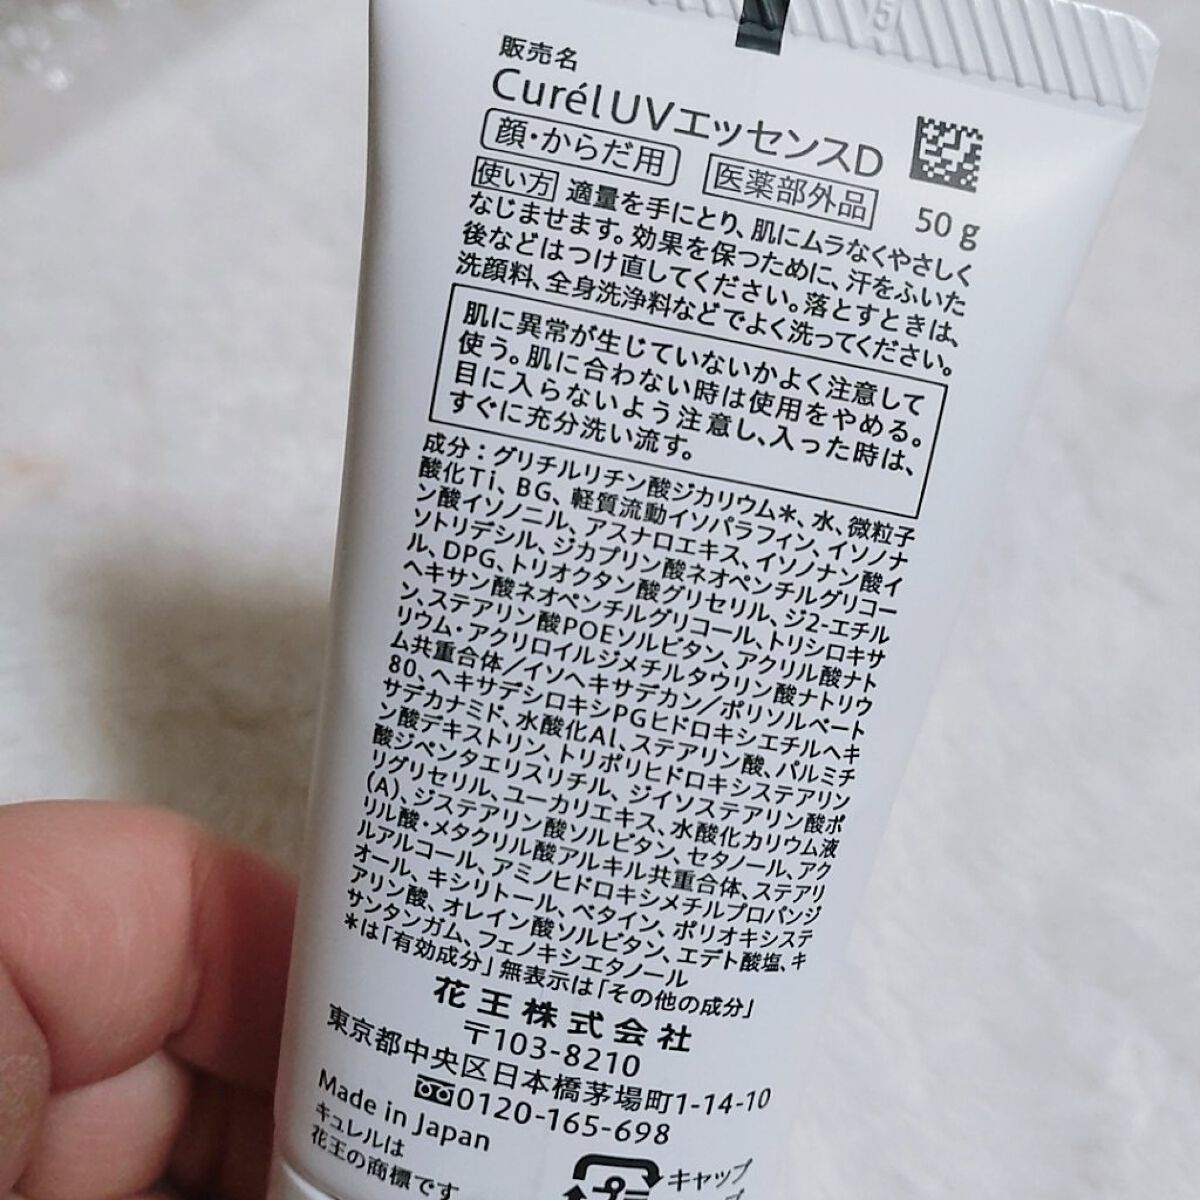 15
販売名
Curél UVエッセンスD
顔・からだ用 医薬部外品 50 g
使い方 適量を手にとり、肌にムラなくやさしく
なじませます。効果を保つために、汗をふいた
後などはつけ直してください。落とすときは、
洗顔料、全身洗浄料などでよく洗ってください。
肌に異常が生じていないかよく注意して
使う。肌に合わない時は使用をやめる。
目に入らないよう注意し、入った時は、
すぐに充分洗い流す。
成分：グリチルリチン酸ジカリウム＊、水、微粒子
酸化Ti、BG、軽質流動イソパラフィン、イソノナ
ン酸イソノニル、アスナロエキス、イソノナン酸イ
ソトリデシル、ジカプリン酸ネオペンチルグリコー
ル、DPG、トリオクタン酸グリセリル、ジ2-エチル
ヘキサン酸ネオペンチルグリコール、トリシロキサ
ン、ステアリン酸POEソルビタン、アクリル酸ナト
リウム・アクリロイルジメチルタウリン酸ナトリウ
ム共重合体／イソヘキサデカン／ポリソルベート
80、ヘキサデシロキシPGヒドロキシエチルヘキ
サデカナミド、水酸化Al、ステアリン酸、パルミチ
ン酸デキストリン、トリポリヒドロキシステアリン
酸ジペンタエリスリチル、ジイソステアリン酸ポ
リグリセリル、ユーカリエキス、水酸化カリウム液
(A)、ジステアリン酸ソルビタン、セタノール、アク
リル酸・メタクリル酸アルキル共重合体、ステアリ
ルアルコール、アミノヒドロキシメチルプロパンジ
オール、キシリトール、ベタイン、ポリオキシステ
アリン酸、オレイン酸ソルビタン、エデト酸塩、キ
サンタンガム、フェノキシエタノール
＊は「有効成分」無表示は「その他の成分」
花王株式会社
〒103-8210
東京都中央区日本橋茅場町1-14-10
0120-165-698
Made in Japan
キュレルは
花王の商標です
プ
キャップ